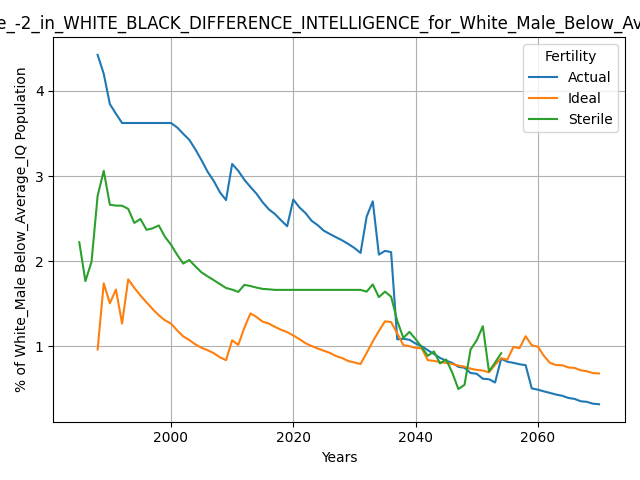 e_-2_in_WHITE_BLACK_DIFFERENCE_INTELLIGENCE_for_White_Male_Below_Av
Fertility
Actual
Ideal
Sterile
% of White_Male Below_Average_IQ Population
4
3
2
1
2000 2020 2040 2060
Years